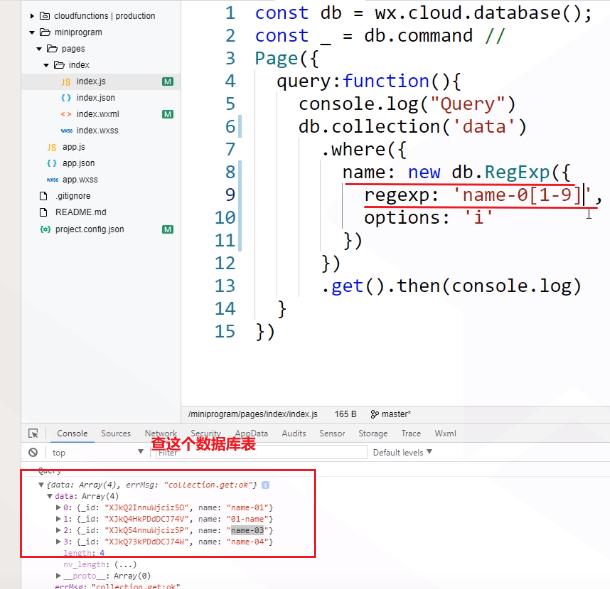 cloudfunctions | production
miniprogram
pages
index
JS index.js M
{ } index.json
< > index.wxml M
wxss index.wxss
JS app.js
{ } app.json
wxss app.wxss
.gitignore
README.md
{o} project.config.json M
1 const db = wx.cloud.database();
2 const _ = db.command //
3 Page({
4 query:function(){
5 console.log("Query")
6 db.collection('data')
7 .where({
8 name: new db.RegExp({
9 regexp: 'name-0[1-9]',
10 options: 'i'
11 })
12 })
13 .get().then(console.log)
14 }
15 })
/miniprogram/pages/index/index.js 165 B master*
Console Sources Network Security AppData Audits Sensor Storage Trace Wxml
查这个数据库表
top Filter Default levels
Query
{data: Array(4), errMsg: "collection.get:ok"}
data: Array(4)
0: {_id: "XJkQ2InnuWjciz5O", name: "name-01"}
1: {_id: "XJkQ4HkPDdDCJ74V", name: "01-name"}
2: {_id: "XJkQ54nnuWjciz5P", name: "name-03"}
3: {_id: "XJkQ73kPDdDCJ74W", name: "name-04"}
length: 4
nv_length: (...)
__proto__: Array(0)
errMsg: "collection.get:ok"